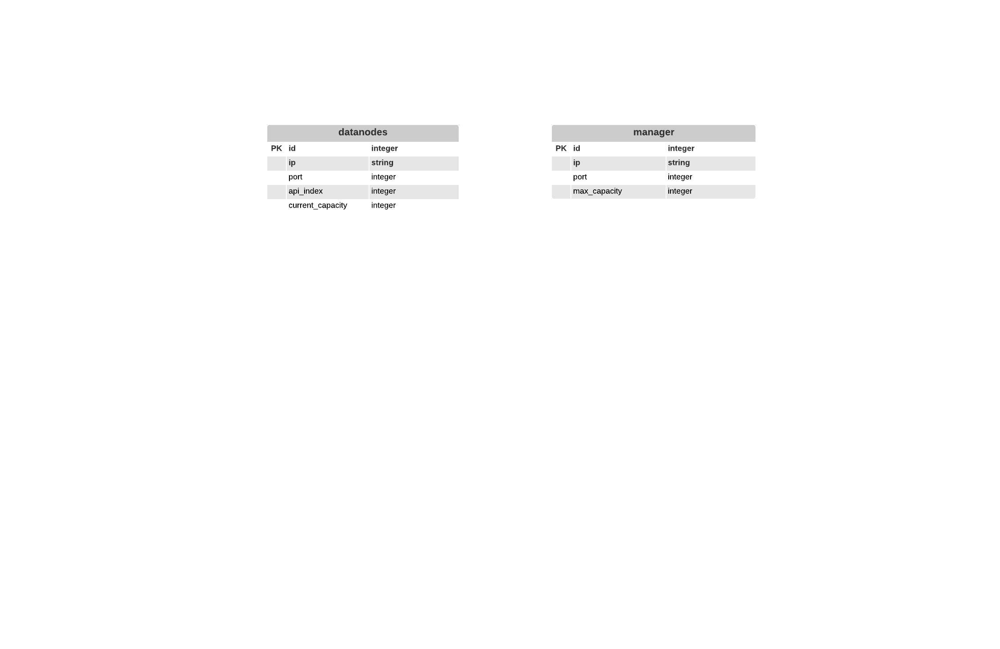 datanodes
PK id integer
ip string
port integer
api_index integer
current_capacity integer
manager
PK id integer
ip string
port integer
max_capacity integer